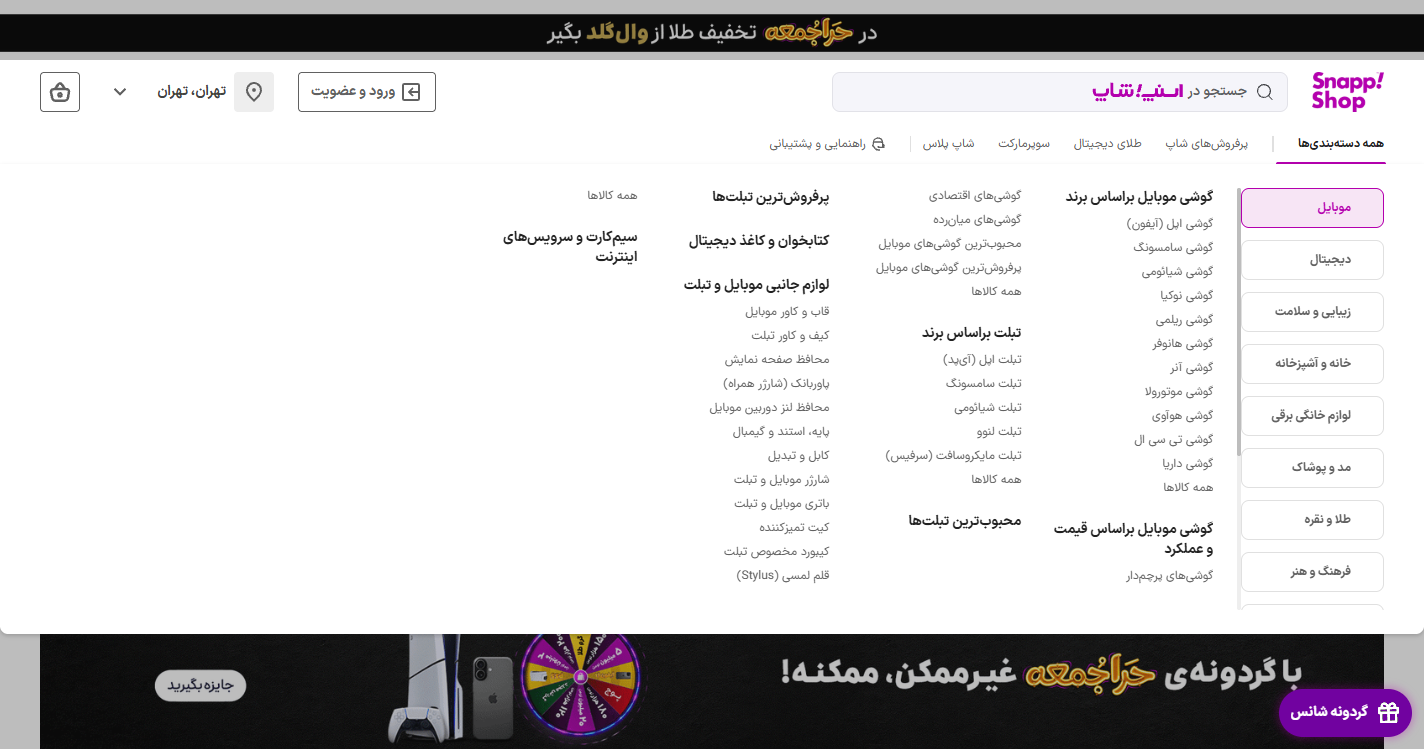 در حراجمعه تخفیف طلا از وال‌گلد بگیر
Snapp!
Shop
جستجو در اسنپ! شاپ
ورود و عضویت
تهران، تهران
همه دسته‌بندی‌ها
پرفروش‌های شاپ
طلای دیجیتال
سوپرمارکت
شاپ پلاس
راهنمایی و پشتیبانی
موبایل
دیجیتال
زیبایی و سلامت
خانه و آشپزخانه
لوازم خانگی برقی
مد و پوشاک
طلا و نقره
فرهنگ و هنر
گوشی موبایل براساس برند
گوشی اپل (آیفون)
گوشی سامسونگ
گوشی شیائومی
گوشی نوکیا
گوشی ریلمی
گوشی هانوفر
گوشی آنر
گوشی موتورولا
گوشی هوآوی
گوشی تی سی ال
گوشی داریا
همه کالاها
گوشی موبایل براساس قیمت
و عملکرد
گوشی‌های پرچم‌دار
گوشی‌های اقتصادی
گوشی‌های میان‌رده
محبوب‌ترین گوشی‌های موبایل
پرفروش‌ترین گوشی‌های موبایل
همه کالاها
تبلت براساس برند
تبلت اپل (آی‌پد)
تبلت سامسونگ
تبلت شیائومی
تبلت لنوو
تبلت مایکروسافت (سرفیس)
همه کالاها
محبوب‌ترین تبلت‌ها
پرفروش‌ترین تبلت‌ها
کتابخوان و کاغذ دیجیتال
لوازم جانبی موبایل و تبلت
قاب و کاور موبایل
کیف و کاور تبلت
محافظ صفحه نمایش
پاوربانک (شارژر همراه)
محافظ لنز دوربین موبایل
پایه، استند و گیمبال
کابل و تبدیل
شارژر موبایل و تبلت
باتری موبایل و تبلت
کیت تمیزکننده
کیبورد مخصوص تبلت
قلم لمسی (Stylus)
همه کالاها
سیم‌کارت و سرویس‌های
اینترنت
با گردونه‌ی حراجمعه غیرممکن، ممکنه!
جایزه بگیرید
پوچ
گردونه شانس